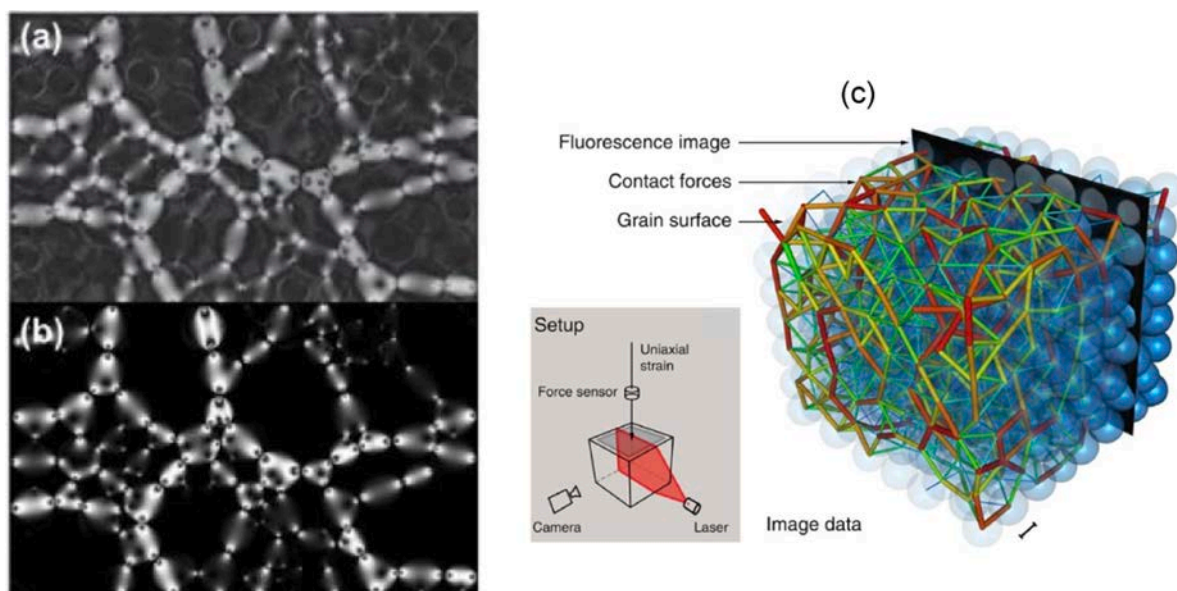 (a)
(b)
(c)
Fluorescence image
Contact forces
Grain surface
Setup
Uniaxial
strain
Force sensor
Camera
Laser
Image data